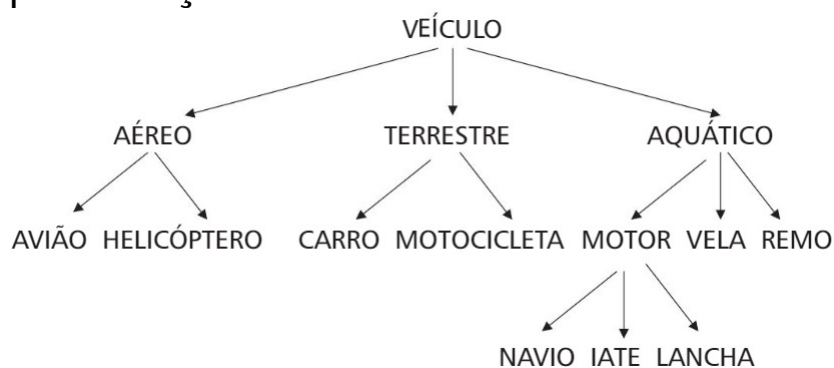 VEÍCULO
AÉREO TERRESTRE AQUÁTICO
AVIÃO HELICÓPTERO CARRO MOTOCICLETA MOTOR VELA REMO
NAVIO IATE LANCHA